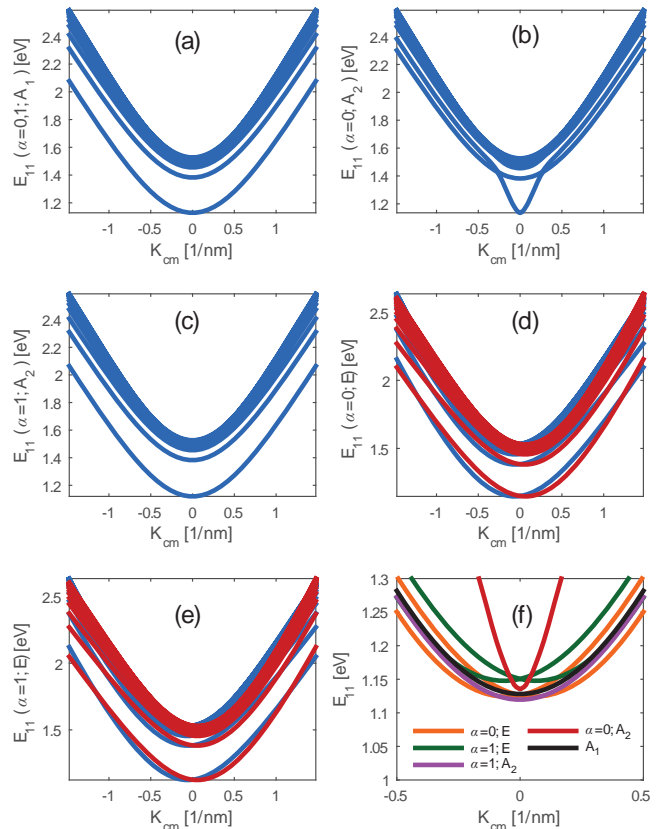 (a)
E11 (α=0,1; A1) [eV]
2.4
2.2
2
1.8
1.6
1.4
1.2
-1 -0.5 0 0.5 1
Kcm [1/nm]
(b)
E11 (α=0; A2) [eV]
2.4
2.2
2
1.8
1.6
1.4
1.2
-1 -0.5 0 0.5 1
Kcm [1/nm]
(c)
E11 (α=1; A2) [eV]
2.4
2.2
2
1.8
1.6
1.4
1.2
-1 -0.5 0 0.5 1
Kcm [1/nm]
(d)
E11 (α=0; E) [eV]
2.5
2
1.5
-1 -0.5 0 0.5 1
Kcm [1/nm]
(e)
E11 (α=1; E) [eV]
2.5
2
1.5
-1 -0.5 0 0.5 1
Kcm [1/nm]
(f)
E11 [eV]
1.3
1.25
1.2
1.15
1.1
1.05
1
α=0; E
α=1; E
α=1; A2
α=0; A2
A1
-0.5 0 0.5
Kcm [1/nm]